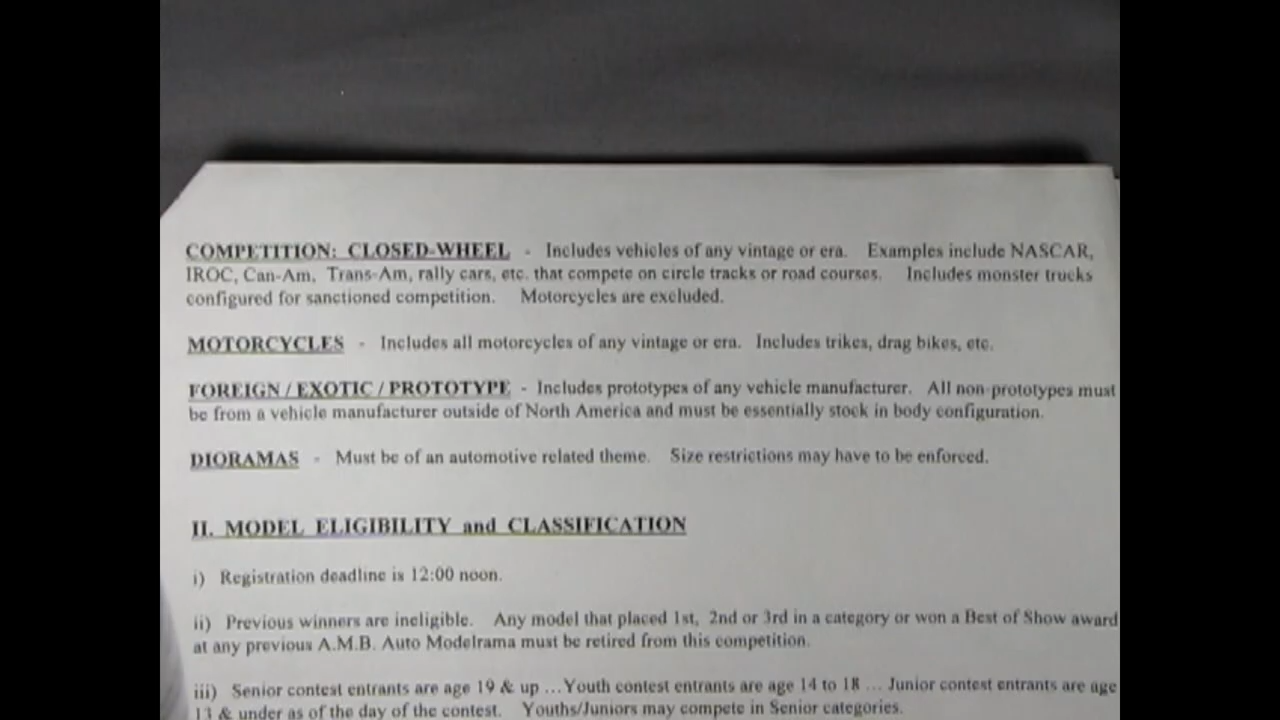 COMPETITION: CLOSED-WHEEL - Includes vehicles of any vintage or era. Examples include NASCAR,
IROC, Can-Am, Trans-Am, rally cars, etc. that compete on circle tracks or road courses. Includes monster trucks
configured for sanctioned competition. Motorcycles are excluded.
MOTORCYCLES - Includes all motorcycles of any vintage or era. Includes trikes, drag bikes, etc.
FOREIGN / EXOTIC / PROTOTYPE - Includes prototypes of any vehicle manufacturer. All non-prototypes must
be from a vehicle manufacturer outside of North America and must be essentially stock in body configuration.
DIORAMAS - Must be of an automotive related theme. Size restrictions may have to be enforced.
II. MODEL ELIGIBILITY and CLASSIFICATION
i) Registration deadline is 12:00 noon.
ii) Previous winners are ineligible. Any model that placed 1st, 2nd or 3rd in a category or won a Best of Show award
at any previous A.M.B. Auto Modelrama must be retired from this competition.
iii) Senior contest entrants are age 19 & up ...Youth contest entrants are age 14 to 18 ... Junior contest entrants are age
13 & under as of the day of the contest. Youths/Juniors may compete in Senior categories.